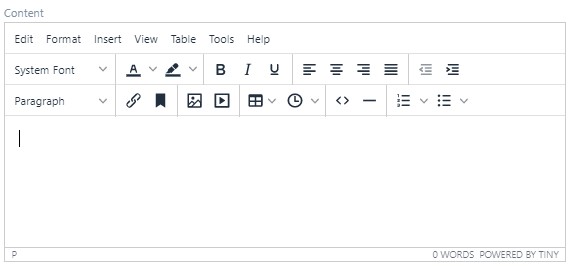 Content
Edit Format Insert View Table Tools Help
System Font A B I U
Paragraph
P 0 WORDS POWERED BY TINY